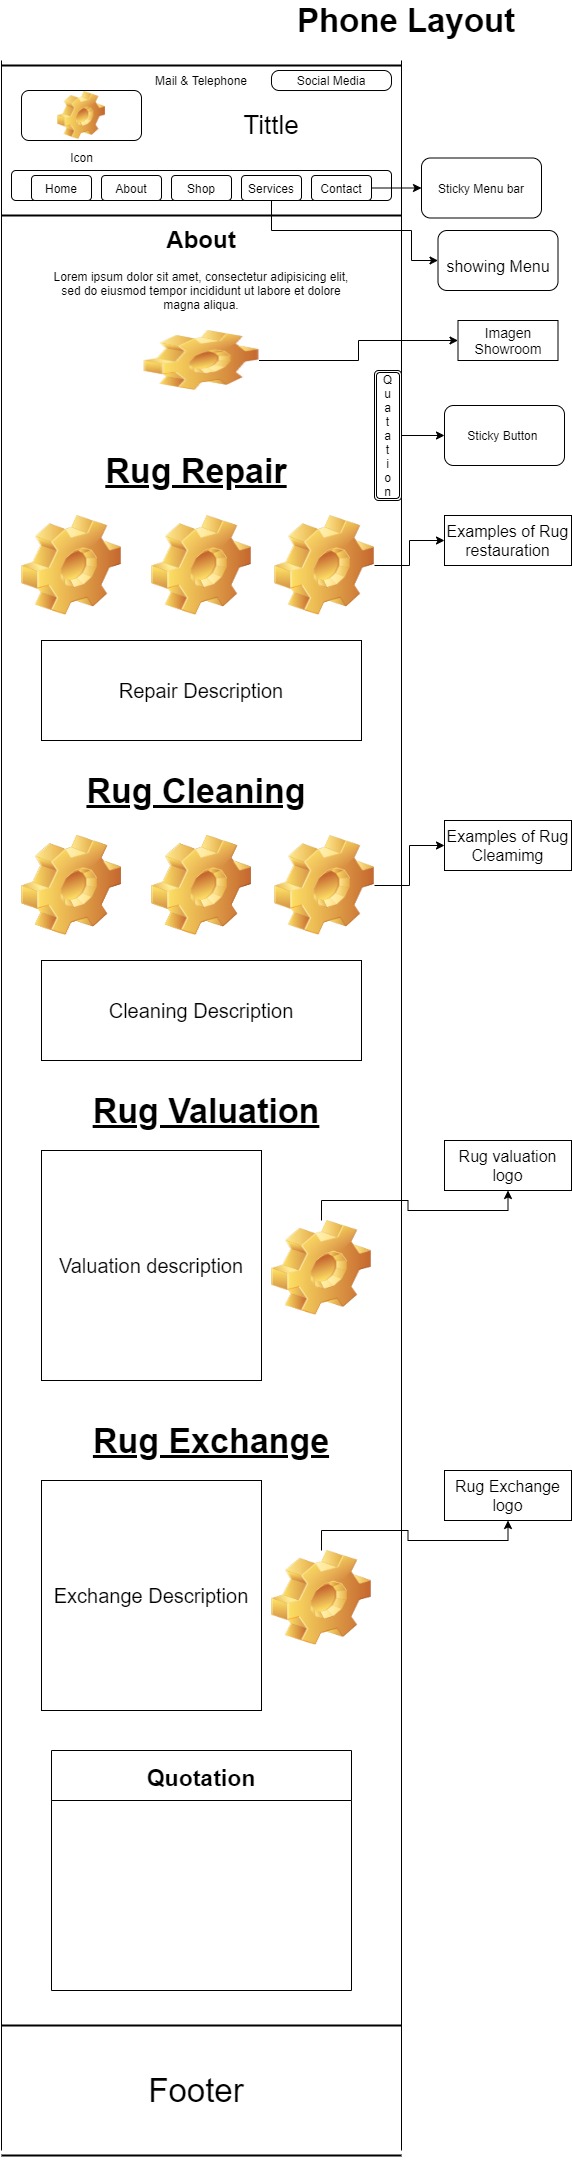 Phone Layout
Mail & Telephone
Social Media
Tittle
Icon
Home
About
Shop
Services
Contact
Sticky Menu bar
About
showing Menu
Lorem ipsum dolor sit amet, consectetur adipisicing elit,
sed do eiusmod tempor incididunt ut labore et dolore
magna aliqua.
Imagen
Showroom
Q
u
a
t
a
t
i
o
n
Sticky Button
Rug Repair
Examples of Rug
restauration
Repair Description
Rug Cleaning
Examples of Rug
Cleamimg
Cleaning Description
Rug Valuation
Rug valuation
logo
Valuation description
Rug Exchange
Rug Exchange
logo
Exchange Description
Quotation
Footer